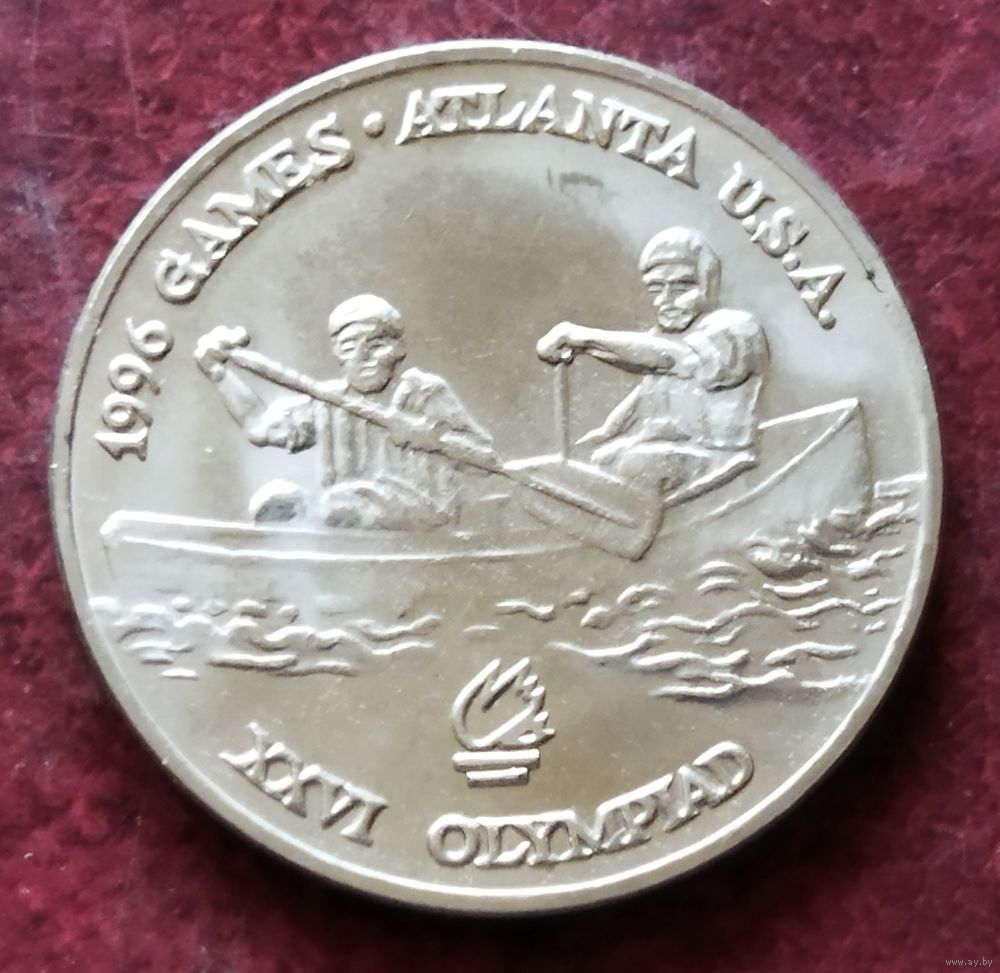 1996 GAMES · ATLANTA U.S.A.
XXVI OLYMPIAD
www.ay.by